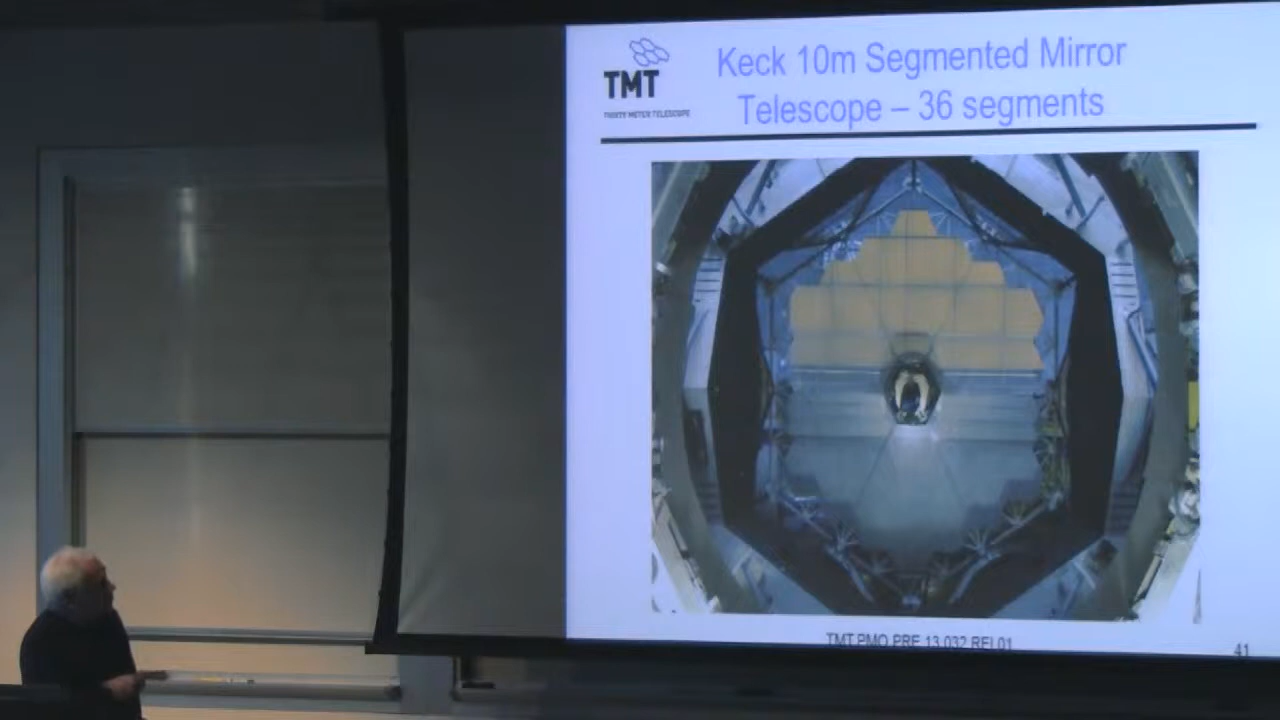 TMT
THIRTY METER TELESCOPE
Keck 10m Segmented Mirror
Telescope – 36 segments
TMT.PMO.PRE.13.032.REL01
41